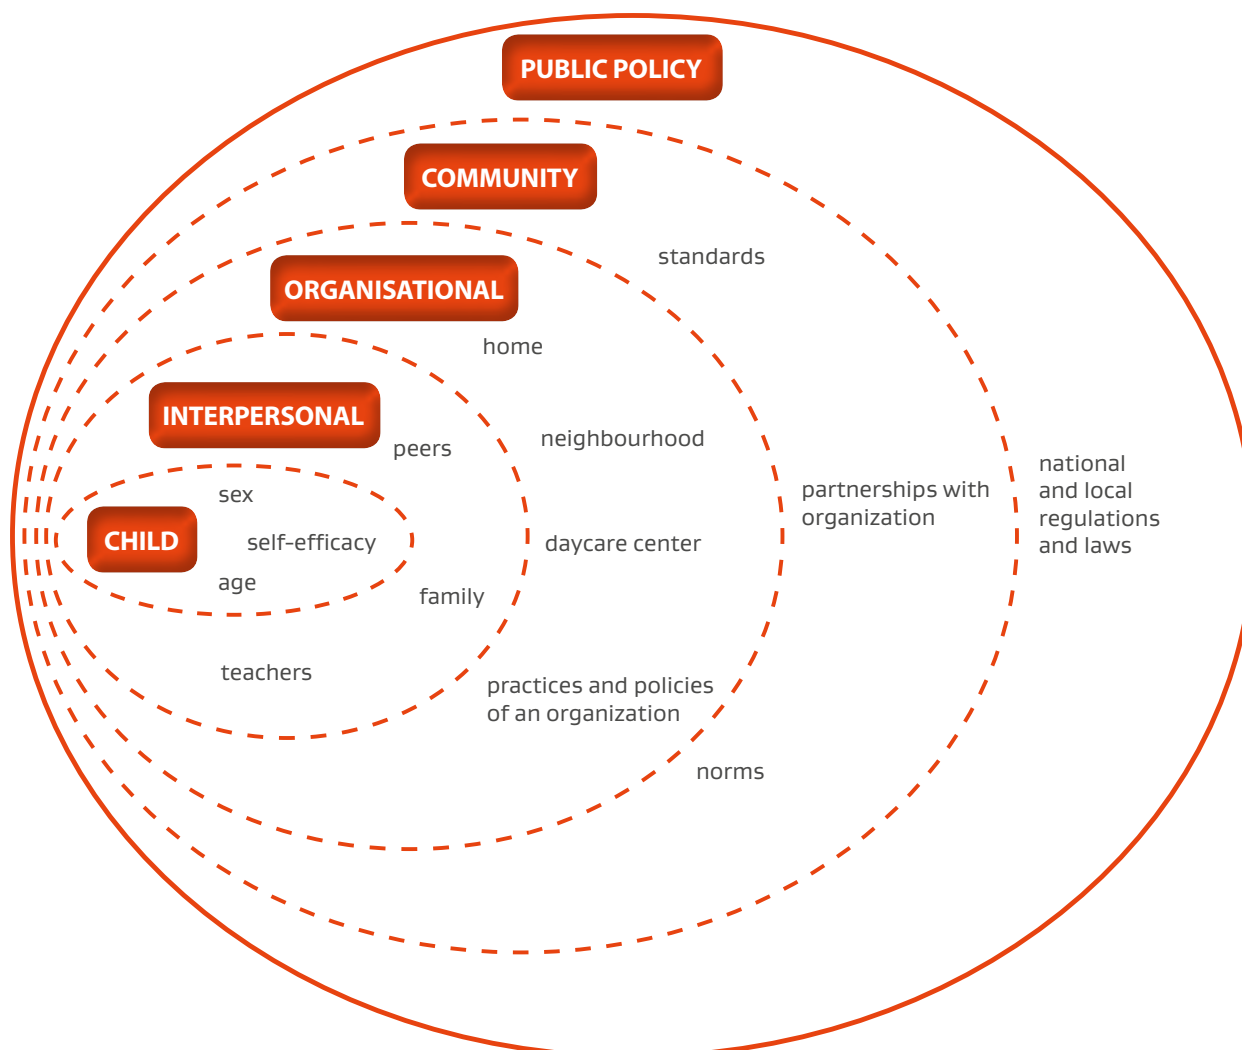 PUBLIC POLICY
COMMUNITY
standards
ORGANISATIONAL
home
INTERPERSONAL
peers
neighbourhood
national
and local
regulations
and laws
partnerships with
organization
sex
CHILD
self-efficacy
daycare center
age
family
teachers
practices and policies
of an organization
norms